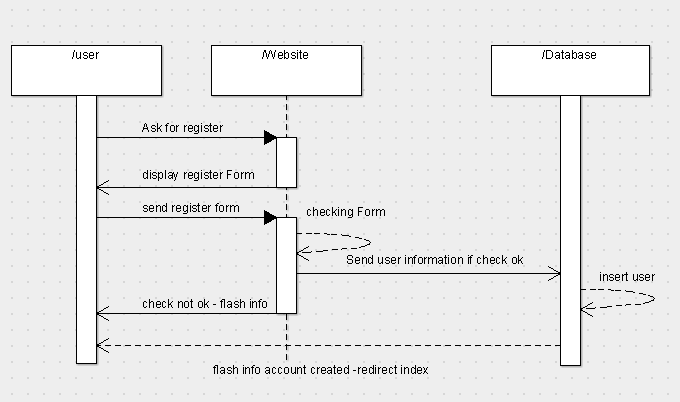 /user
/Website
/Database
Ask for register
display register Form
send register form
checking Form
Send user information if check ok
insert user
check not ok - flash info
flash info account created -redirect index